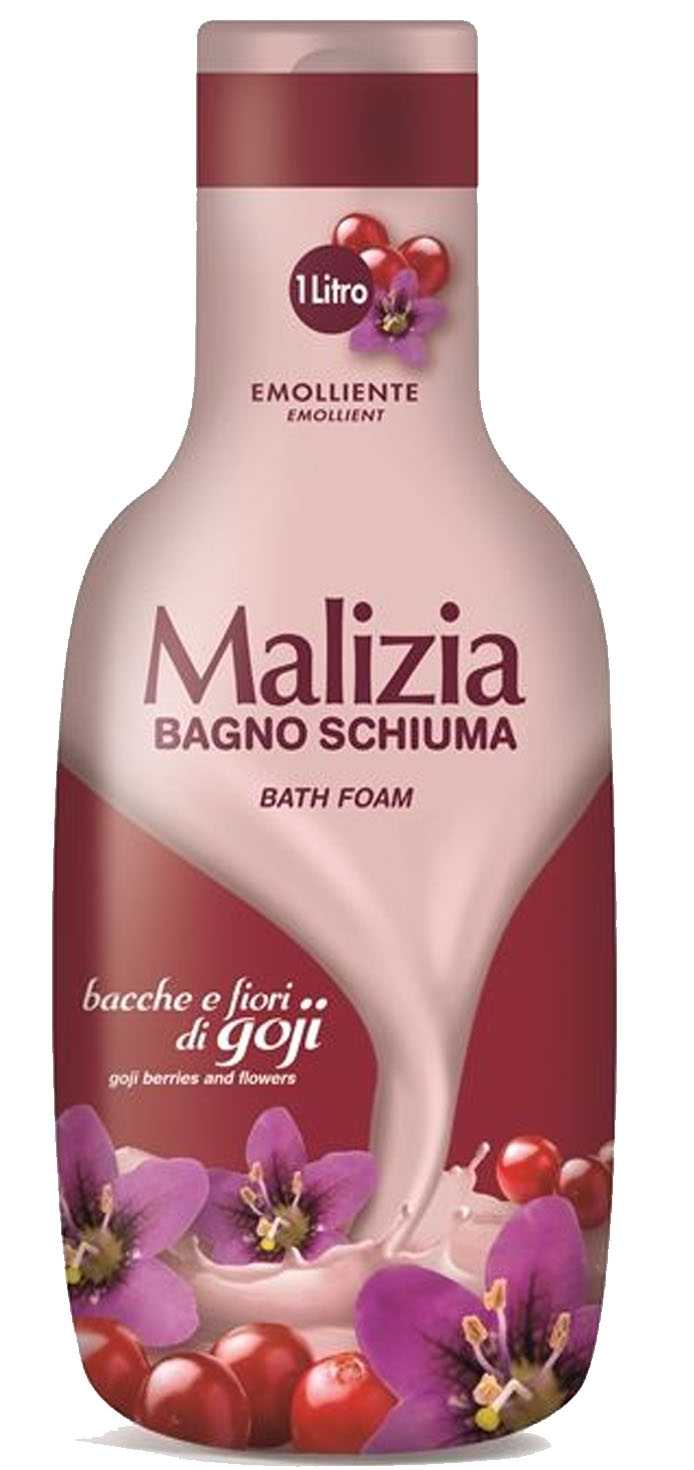 1 Litro
EMOLLIENTE
EMOLLIENT
Malizia
BAGNO SCHIUMA
BATH FOAM
bacche e fiori
di goji
goji berries and flowers